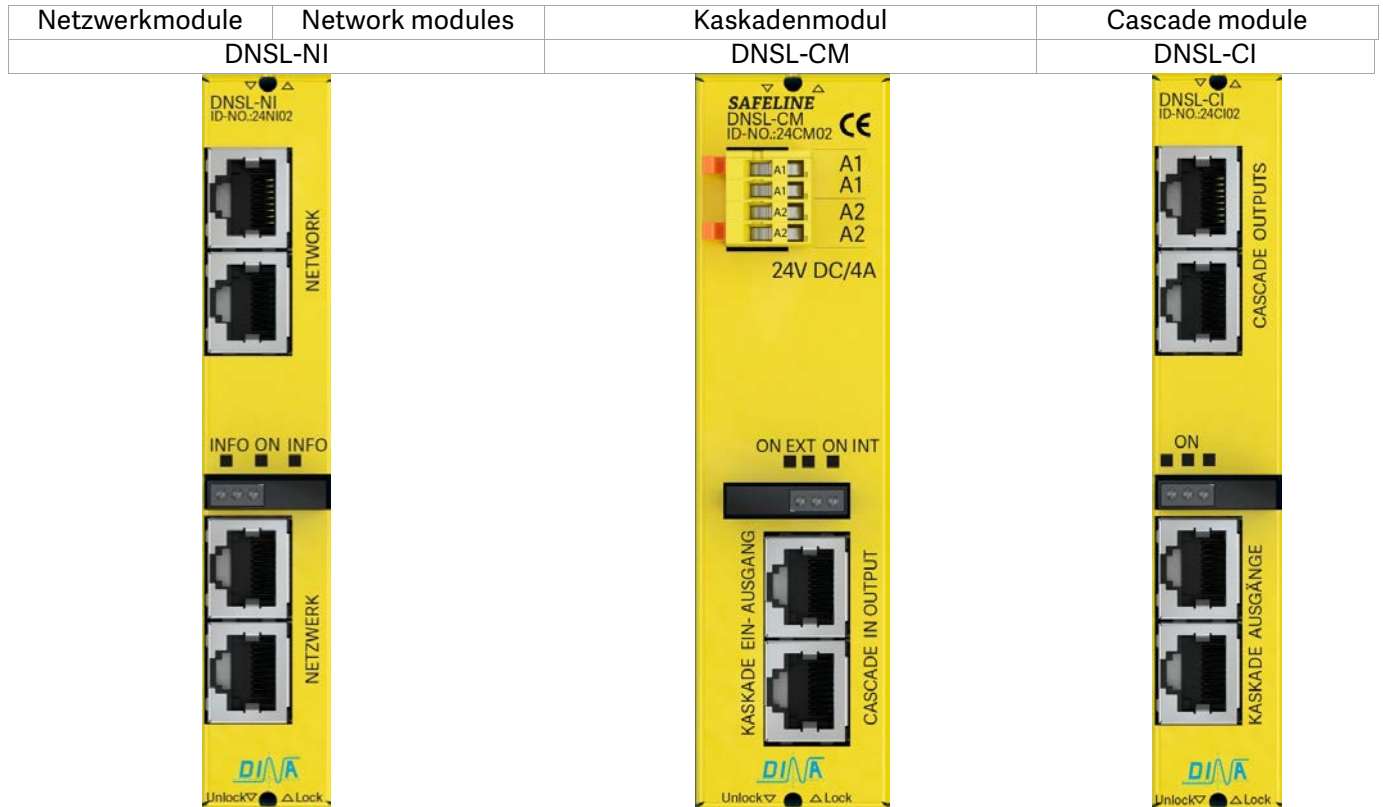 Netzwerkmodule Network modules Kaskadenmodul Cascade module
DNSL-NI DNSL-CM DNSL-CI
DNSL-NI
ID-NO.:24NI02
NETWORK
INFO ON INFO
NETZWERK
DINA
Unlock▽ △Lock
SAFELINE
DNSL-CM
ID-NO.:24CM02 CE
A1 A1
A1 A1
A2 A2
A2 A2
24V DC/4A
ON EXT ON INT
KASKADE EIN- AUSGANG
CASCADE IN OUTPUT
DINA
Unlock▽ △Lock
DNSL-CI
ID-NO.:24CI02
CASCADE OUTPUTS
ON
KASKADE AUSGÄNGE
DINA
Unlock▽ △Lock